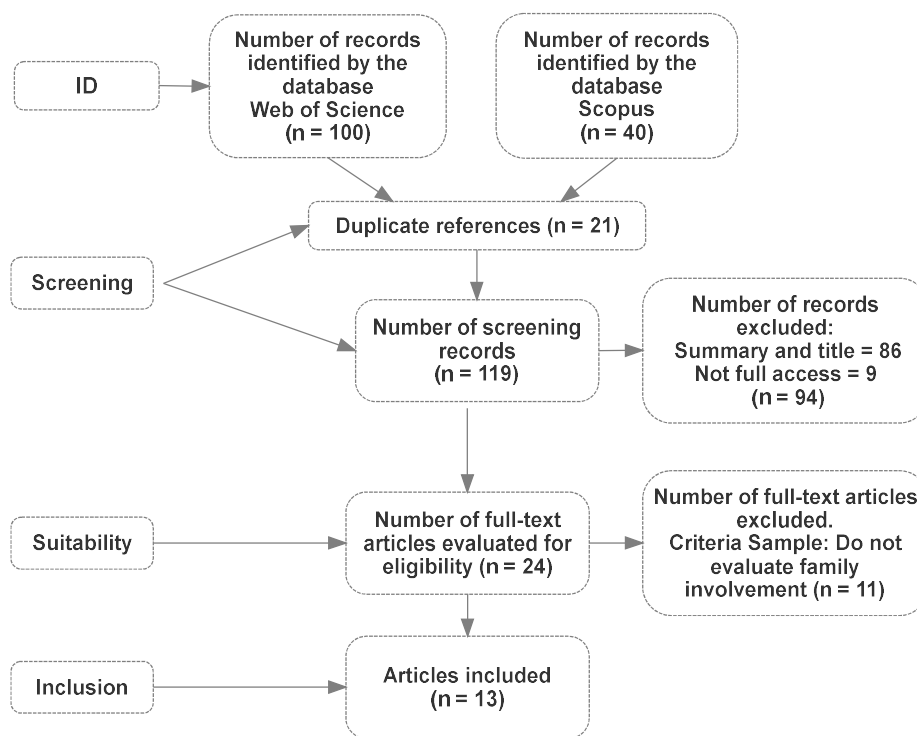 ID
Number of records
identified by the
database
Web of Science
(n = 100)
Number of records
identified by the
database
Scopus
(n = 40)
Duplicate references (n = 21)
Screening
Number of screening
records
(n = 119)
Number of records
excluded:
Summary and title = 86
Not full access = 9
(n = 94)
Suitability
Number of full-text
articles evaluated for
eligibility (n = 24)
Number of full-text articles
excluded.
Criteria Sample: Do not
evaluate family
involvement (n = 11)
Inclusion
Articles included
(n = 13)